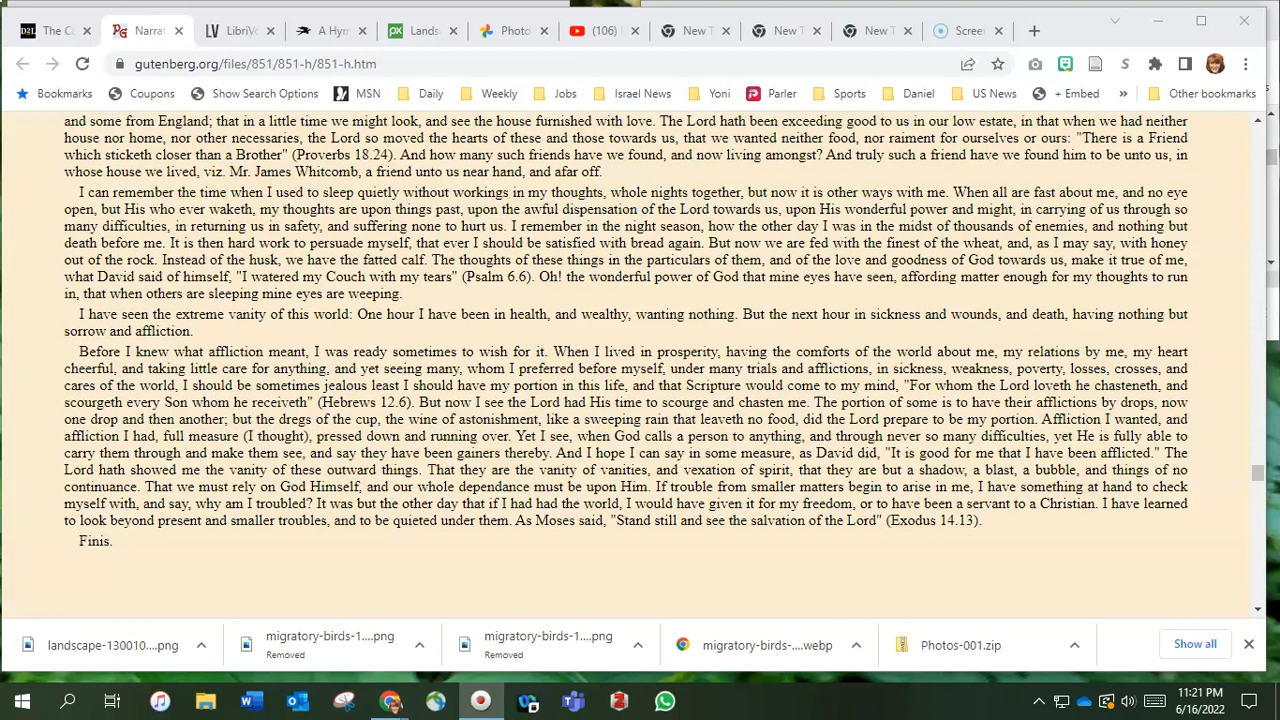 The C
Narrat
LibriV
A Hym
Lands
Photo
(106)
New T
New T
New T
Screen
gutenberg.org/files/851/851-h/851-h.htm
Bookmarks
Coupons
Show Search Options
MSN
Daily
Weekly
Jobs
Israel News
Yoni
Parler
Sports
Daniel
US News
+ Embed
»
Other bookmarks
and some from England; that in a little time we might look, and see the house furnished with love. The Lord hath been exceeding good to us in our low estate, in that when we had neither
house nor home, nor other necessaries, the Lord so moved the hearts of these and those towards us, that we wanted neither food, nor raiment for ourselves or ours: "There is a Friend
which sticketh closer than a Brother" (Proverbs 18.24). And how many such friends have we found, and now living amongst? And truly such a friend have we found him to be unto us, in
whose house we lived, viz. Mr. James Whitcomb, a friend unto us near hand, and afar off.
I can remember the time when I used to sleep quietly without workings in my thoughts, whole nights together, but now it is other ways with me. When all are fast about me, and no eye
open, but His who ever waketh, my thoughts are upon things past, upon the awful dispensation of the Lord towards us, upon His wonderful power and might, in carrying of us through so
many difficulties, in returning us in safety, and suffering none to hurt us. I remember in the night season, how the other day I was in the midst of thousands of enemies, and nothing but
death before me. It is then hard work to persuade myself, that ever I should be satisfied with bread again. But now we are fed with the finest of the wheat, and, as I may say, with honey
out of the rock. Instead of the husk, we have the fatted calf. The thoughts of these things in the particulars of them, and of the love and goodness of God towards us, make it true of me,
what David said of himself, "I watered my Couch with my tears" (Psalm 6.6). Oh! the wonderful power of God that mine eyes have seen, affording matter enough for my thoughts to run
in, that when others are sleeping mine eyes are weeping.
I have seen the extreme vanity of this world: One hour I have been in health, and wealthy, wanting nothing. But the next hour in sickness and wounds, and death, having nothing but
sorrow and affliction.
Before I knew what affliction meant, I was ready sometimes to wish for it. When I lived in prosperity, having the comforts of the world about me, my relations by me, my heart
cheerful, and taking little care for anything, and yet seeing many, whom I preferred before myself, under many trials and afflictions, in sickness, weakness, poverty, losses, crosses, and
cares of the world, I should be sometimes jealous least I should have my portion in this life, and that Scripture would come to my mind, "For whom the Lord loveth he chasteneth, and
scourgeth every Son whom he receiveth" (Hebrews 12.6). But now I see the Lord had His time to scourge and chasten me. The portion of some is to have their afflictions by drops, now
one drop and then another; but the dregs of the cup, the wine of astonishment, like a sweeping rain that leaveth no food, did the Lord prepare to be my portion. Affliction I wanted, and
affliction I had, full measure (I thought), pressed down and running over. Yet I see, when God calls a person to anything, and through never so many difficulties, yet He is fully able to
carry them through and make them see, and say they have been gainers thereby. And I hope I can say in some measure, as David did, "It is good for me that I have been afflicted." The
Lord hath showed me the vanity of these outward things. That they are the vanity of vanities, and vexation of spirit, that they are but a shadow, a blast, a bubble, and things of no
continuance. That we must rely on God Himself, and our whole dependance must be upon Him. If trouble from smaller matters begin to arise in me, I have something at hand to check
myself with, and say, why am I troubled? It was but the other day that if I had had the world, I would have given it for my freedom, or to have been a servant to a Christian. I have learned
to look beyond present and smaller troubles, and to be quieted under them. As Moses said, "Stand still and see the salvation of the Lord" (Exodus 14.13).
Finis.
landscape-130010....png
migratory-birds-1....png
Removed
migratory-birds-1....png
Removed
migratory-birds-....webp
Photos-001.zip
Show all
11:21 PM
6/16/2022